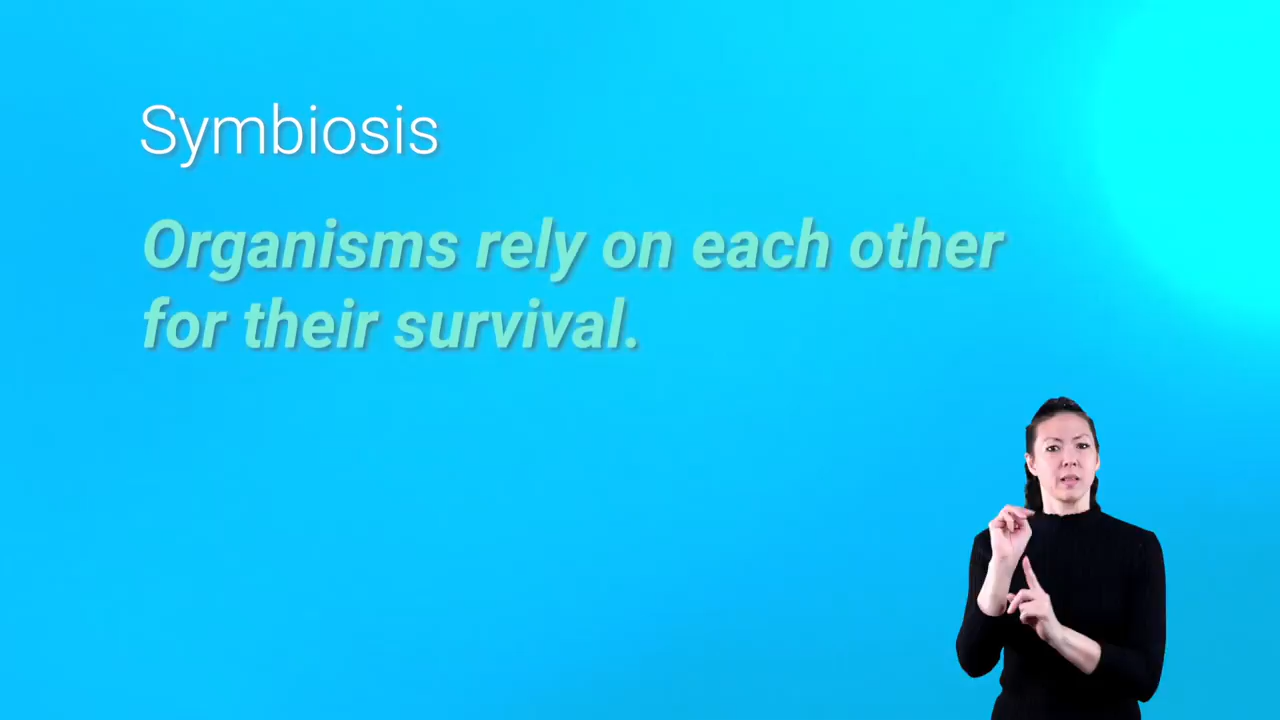 Symbiosis
Organisms rely on each other
for their survival.